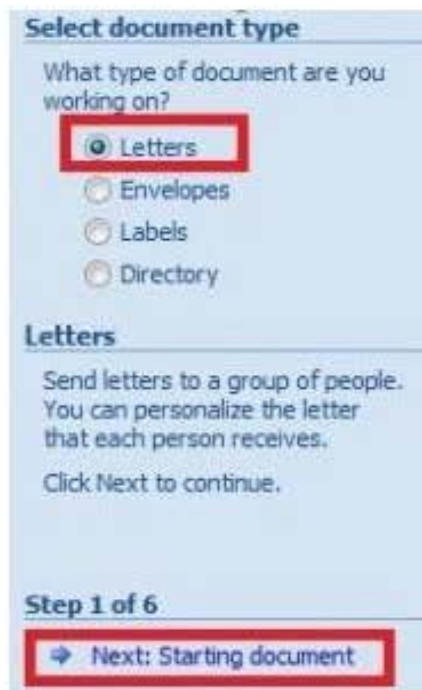 Select document type
What type of document are you
working on?
Letters
Envelopes
Labels
Directory
Letters
Send letters to a group of people.
You can personalize the letter
that each person receives.
Click Next to continue.
Step 1 of 6
Next: Starting document